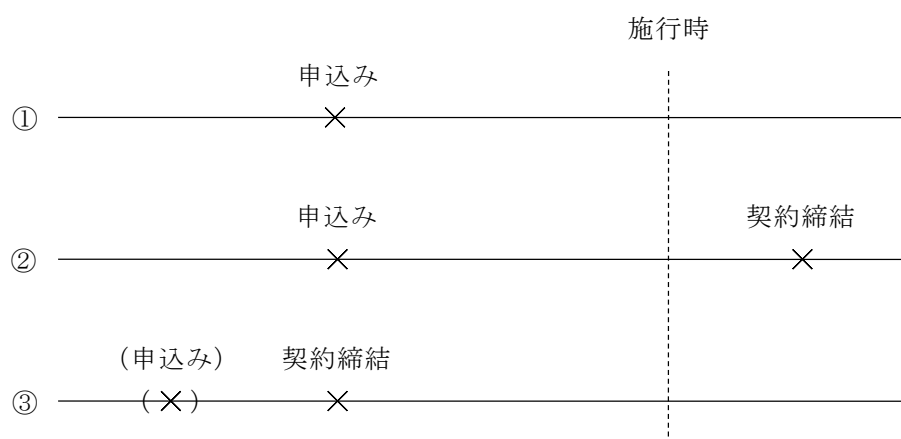 施行時
申込み
①
申込み 契約締結
②
(申込み) 契約締結
③ ( )